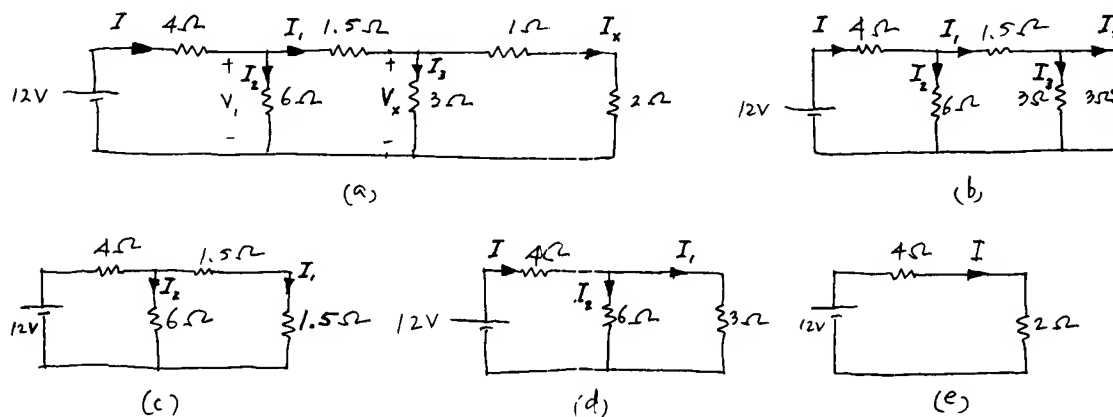 I 4Ω I₁ 1.5Ω 1Ω Iₓ
12V + V₁ - I₂ 6Ω + Vₓ - I₃ 3Ω 2Ω
(a)
I 4Ω I₁ 1.5Ω
12V I₂ 6Ω I₃ 3Ω 3Ω
(b)
4Ω 1.5Ω I₁
12V I₂ 6Ω 1.5Ω
(c)
I 4Ω I₁
12V I₂ 6Ω 3Ω
(d)
4Ω I
12V 2Ω
(e)